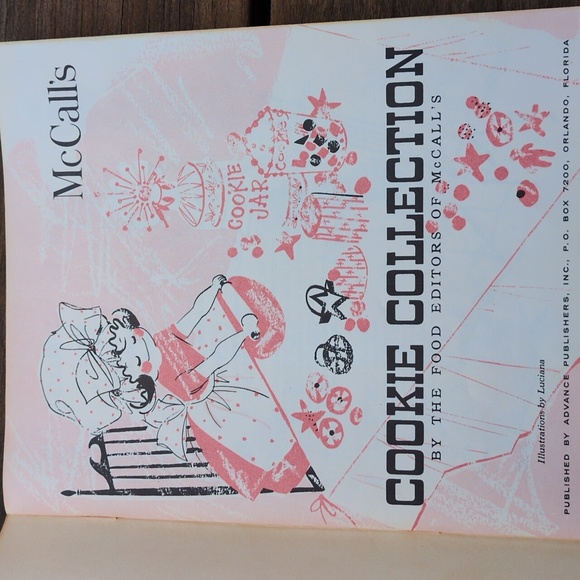 McCall's
COOKIE
JAR
Cookies
COOKIE COLLECTION
BY THE FOOD EDITORS OF McCALL'S
Illustrations by Luciana
PUBLISHED BY ADVANCE PUBLISHERS, INC., P.O. BOX 7200, ORLANDO, FLORIDA